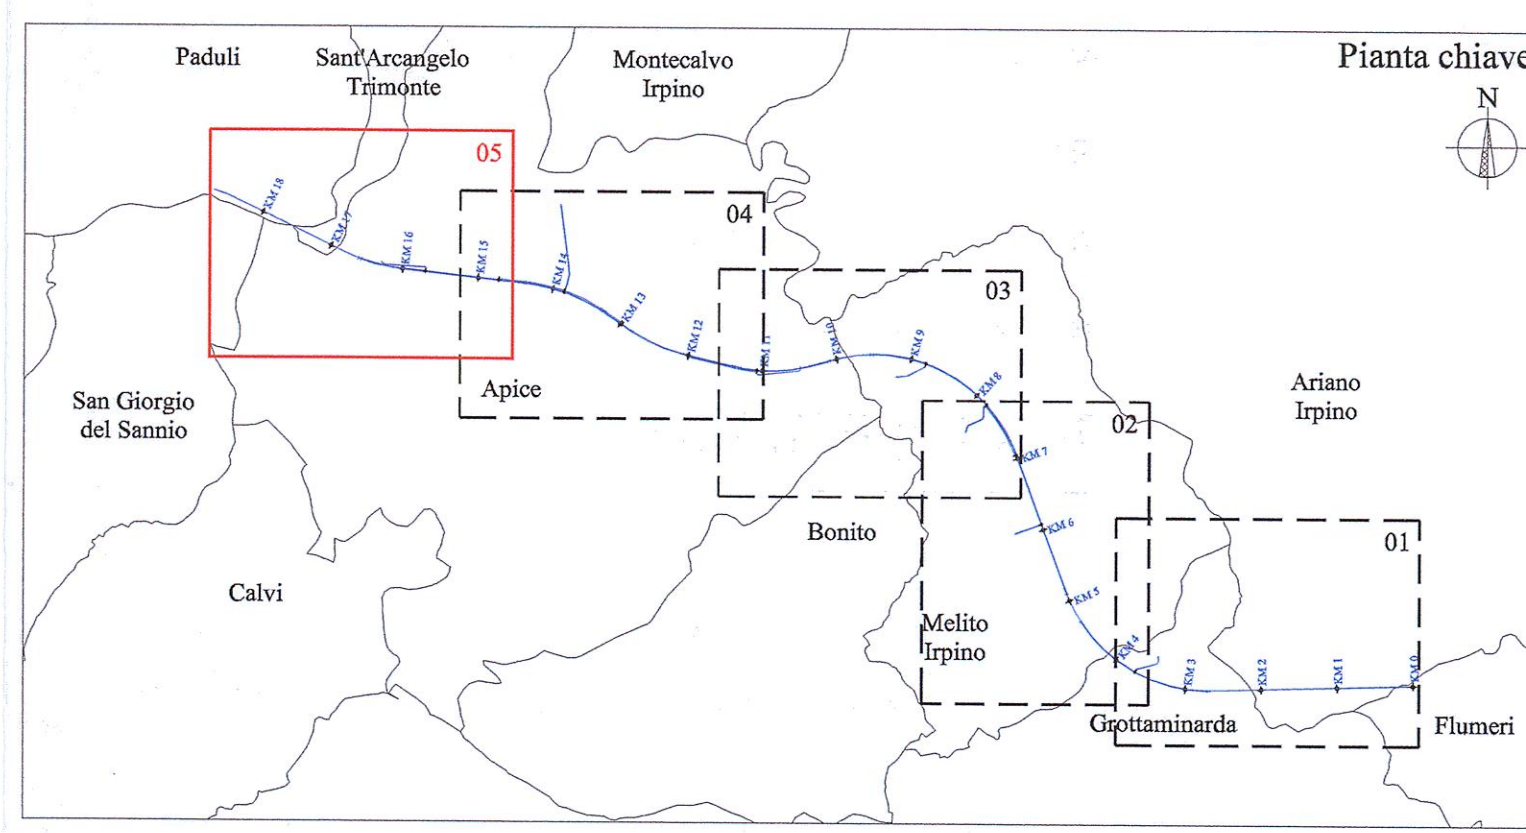 Pianta chiave
N
Paduli
Sant'Arcangelo
Trimonte
Montecalvo
Irpino
05
04
03
02
01
KM 18
KM 17
KM 16
KM 15
KM 14
KM 13
KM 12
KM 11
KM 10
KM 9
KM 8
KM 7
KM 6
KM 5
KM 4
KM 3
KM 2
KM 1
KM 0
Apice
San Giorgio
del Sannio
Ariano
Irpino
Bonito
Calvi
Melito
Irpino
Grottaminarda
Flumeri